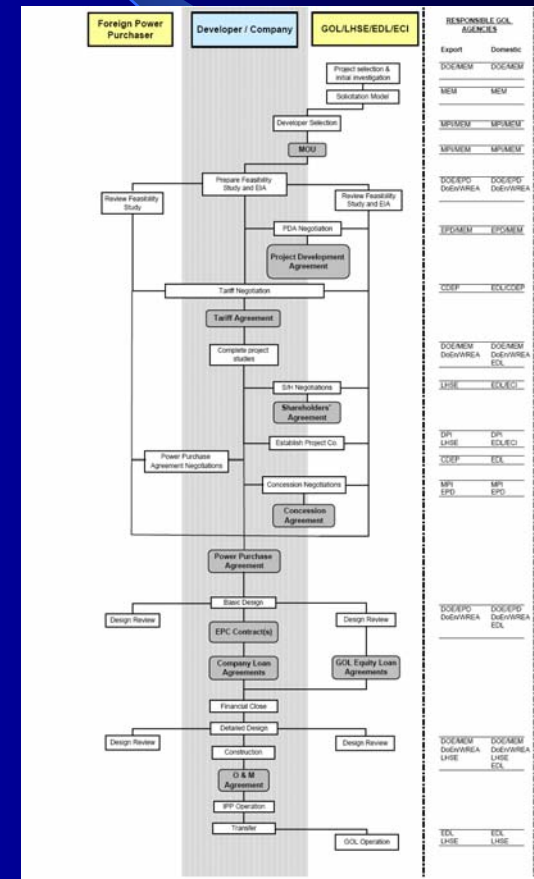 Foreign Power
Purchaser
Developer / Company
GOL/LHSE/EDL/ECI
RESPONSIBLE GOL
AGENCIES
Export Domestic
Project selection &
initial investigation
DOE/MEM DOE/MEM
Solicitation Model
MEM MEM
Developer Selection
MPI/MEM MPI/MEM
MOU
MPI/MEM MPI/MEM
Prepare Feasibility
Study and EIA
DOE/EPD DOE/EPD
DoEn/WREA DoEn/WREA
Review Feasibility
Study
Review Feasibility
Study and EIA
PDA Negotiation
EPD/MEM EPD/MEM
Project Development
Agreement
Tariff Negotiation
CDEP EDL/CDEP
Tariff Agreement
Complete project
studies
DOE/MEM DOE/MEM
DoEn/WREA DoEn/WREA
EDL
S/H Negotiations
LHSE EDL/ECI
Shareholders'
Agreement
Establish Project Co.
DPI DPI
LHSE EDL/ECI
Power Purchase
Agreement Negotiations
CDEP EDL
Concession Negotiations
MPI MPI
EPD EPD
Concession
Agreement
Power Purchase
Agreement
Basic Design
DOE/EPD DOE/EPD
DoEn/WREA DoEn/WREA
EDL
Design Review
Design Review
EPC Contract(s)
Company Loan
Agreements
GOL Equity Loan
Agreements
Financial Close
Detailed Design
Design Review
Design Review
DOE/MEM DOE/MEM
DoEn/WREA DoEn/WREA
LHSE LHSE
EDL
Construction
O & M
Agreement
IPP Operation
Transfer
EDL EDL
LHSE LHSE
GOL Operation